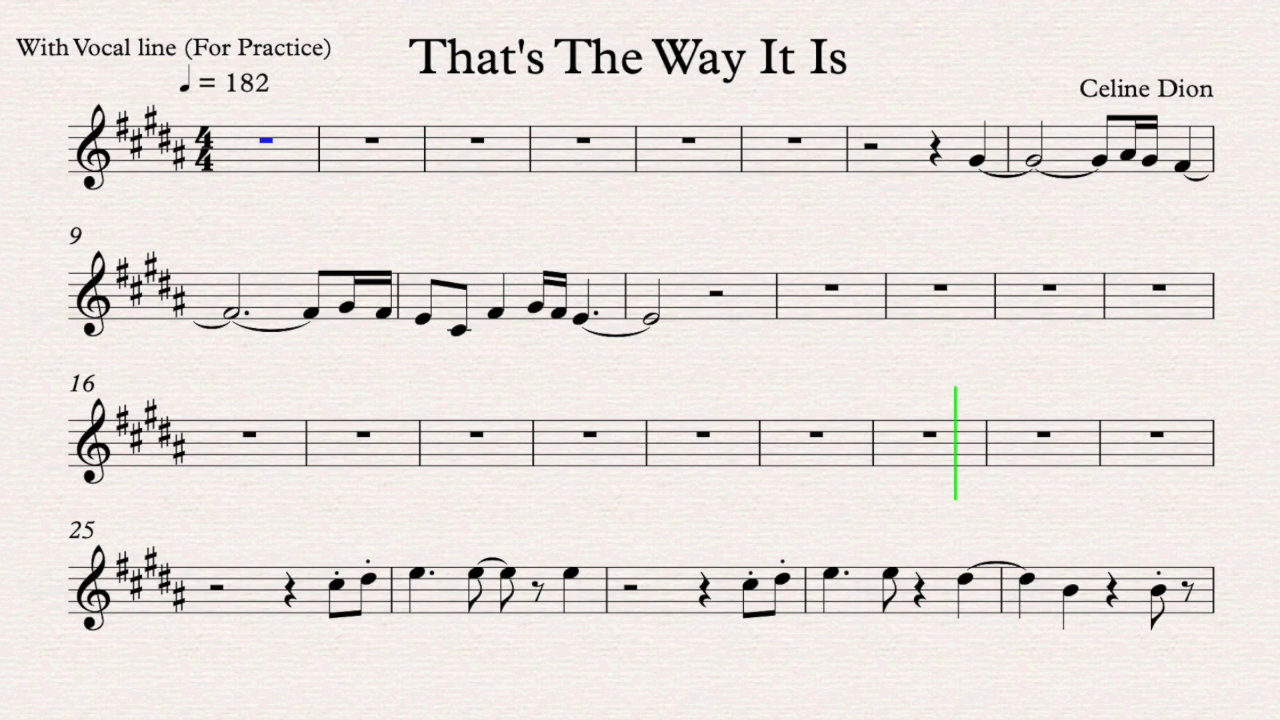 With Vocal line (For Practice)
That's The Way It Is
♩ = 182
Celine Dion
4
4
9
16
25